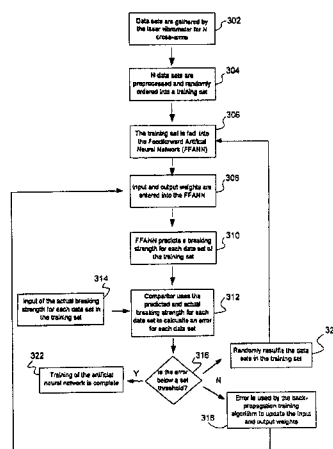 Data sets are gathered by the
laser vibrometer for N
cross-arms
302
N data sets are
preprocessed and randomly
ordered into a training set
304
The training set is fed into
the Feedforward Artificial
Neural Network (FFANN)
306
Input and output weights are
entered into the FFANN
308
FFANN predicts a breaking
strength for each data set of
the training set
310
314
Input of the actual breaking
strength for each data set in
the training set
312
Comparitor uses the
predicted and actual breaking
strength for each data
set to calculate an error
for each data set
316
Is the error
below a set
threshold?
Y
N
322
Training of the artificial
neural network is complete
32
Randomly reshuffle the data
sets in the training set
Error is used by the back-
propagation training
algorithm to update the input
and output weights
318